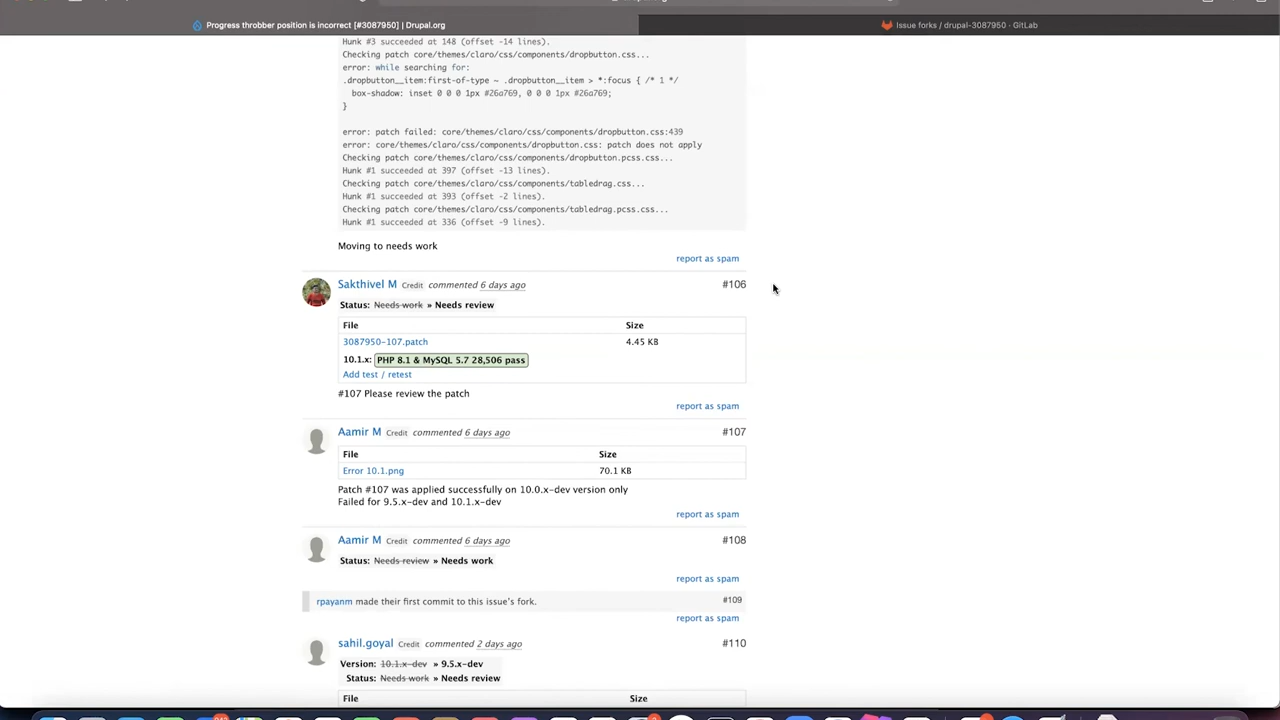 Progress throbber position is incorrect [#3087950] | Drupal.org
Issue forks / drupal-3087950 · GitLab
Hunk #3 succeeded at 148 (offset -14 lines).
Checking patch core/themes/claro/css/components/dropbutton.css...
error: while searching for:
.dropbutton__item:first-of-type ~ .dropbutton__item > *:focus { /* 1 */
box-shadow: inset 0 0 0 1px #26a769, 0 0 0 1px #26a769;
}
error: patch failed: core/themes/claro/css/components/dropbutton.css:439
error: core/themes/claro/css/components/dropbutton.css: patch does not apply
Checking patch core/themes/claro/css/components/dropbutton.pcss.css...
Hunk #1 succeeded at 397 (offset -13 lines).
Checking patch core/themes/claro/css/components/tabledrag.css...
Hunk #1 succeeded at 393 (offset -2 lines).
Checking patch core/themes/claro/css/components/tabledrag.pcss.css...
Hunk #1 succeeded at 336 (offset -9 lines).
Moving to needs work
report as spam
Sakthivel M Credit commented 6 days ago #106
Status: Needs work » Needs review
File Size
3087950-107.patch 4.45 KB
10.1.x: PHP 8.1 & MySQL 5.7 28,506 pass
Add test / retest
#107 Please review the patch
report as spam
Aamir M Credit commented 6 days ago #107
File Size
Error 10.1.png 70.1 KB
Patch #107 was applied successfully on 10.0.x-dev version only
Failed for 9.5.x-dev and 10.1.x-dev
report as spam
Aamir M Credit commented 6 days ago #108
Status: Needs review » Needs work
report as spam
rpayanm made their first commit to this issue's fork. #109
report as spam
sahil.goyal Credit commented 2 days ago #110
Version: 10.1.x-dev » 9.5.x-dev
Status: Needs work » Needs review
File Size